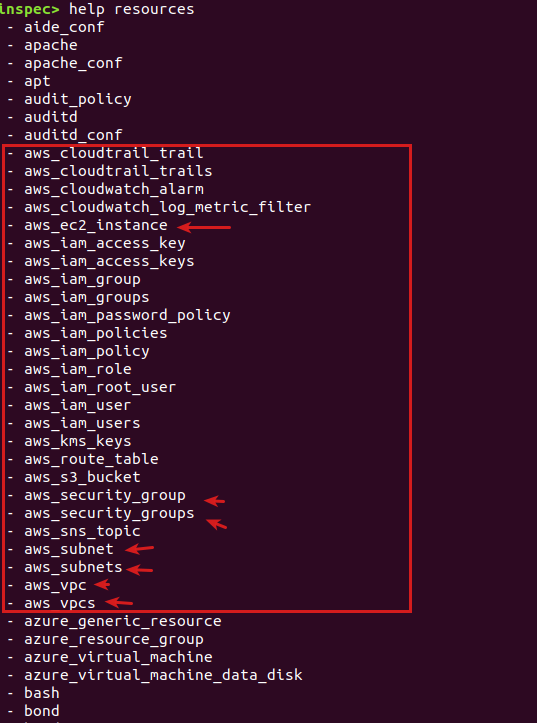 inspec> help resources
- aide_conf
- apache
- apache_conf
- apt
- audit_policy
- auditd
- auditd_conf
- aws_cloudtrail_trail
- aws_cloudtrail_trails
- aws_cloudwatch_alarm
- aws_cloudwatch_log_metric_filter
- aws_ec2_instance
- aws_iam_access_key
- aws_iam_access_keys
- aws_iam_group
- aws_iam_groups
- aws_iam_password_policy
- aws_iam_policies
- aws_iam_policy
- aws_iam_role
- aws_iam_root_user
- aws_iam_user
- aws_iam_users
- aws_kms_keys
- aws_route_table
- aws_s3_bucket
- aws_security_group
- aws_security_groups
- aws_sns_topic
- aws_subnet
- aws_subnets
- aws_vpc
- aws_vpcs
- azure_generic_resource
- azure_resource_group
- azure_virtual_machine
- azure_virtual_machine_data_disk
- bash
- bond